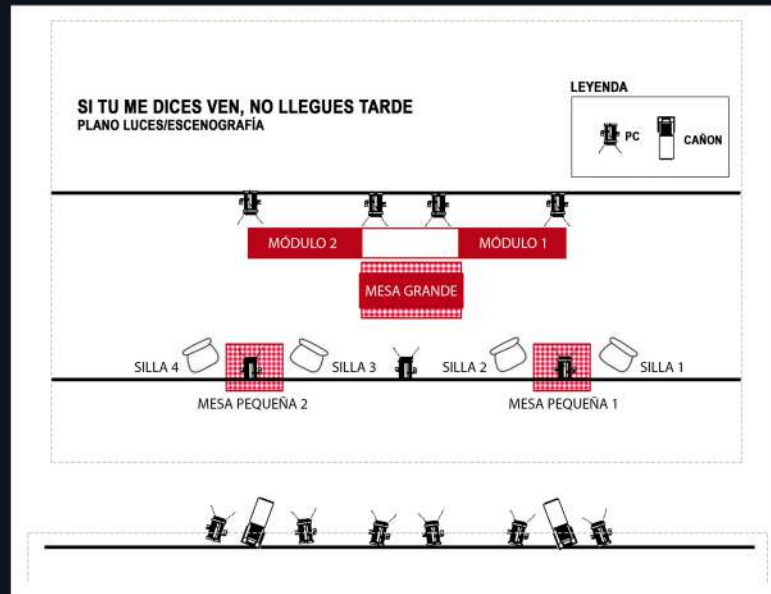 SI TU ME DICES VEN, NO LLEGUES TARDE
PLANO LUCES/ESCENOGRAFÍA
LEYENDA
PC
CAÑON
MÓDULO 2
MÓDULO 1
MESA GRANDE
SILLA 4
SILLA 3
SILLA 2
SILLA 1
MESA PEQUEÑA 2
MESA PEQUEÑA 1